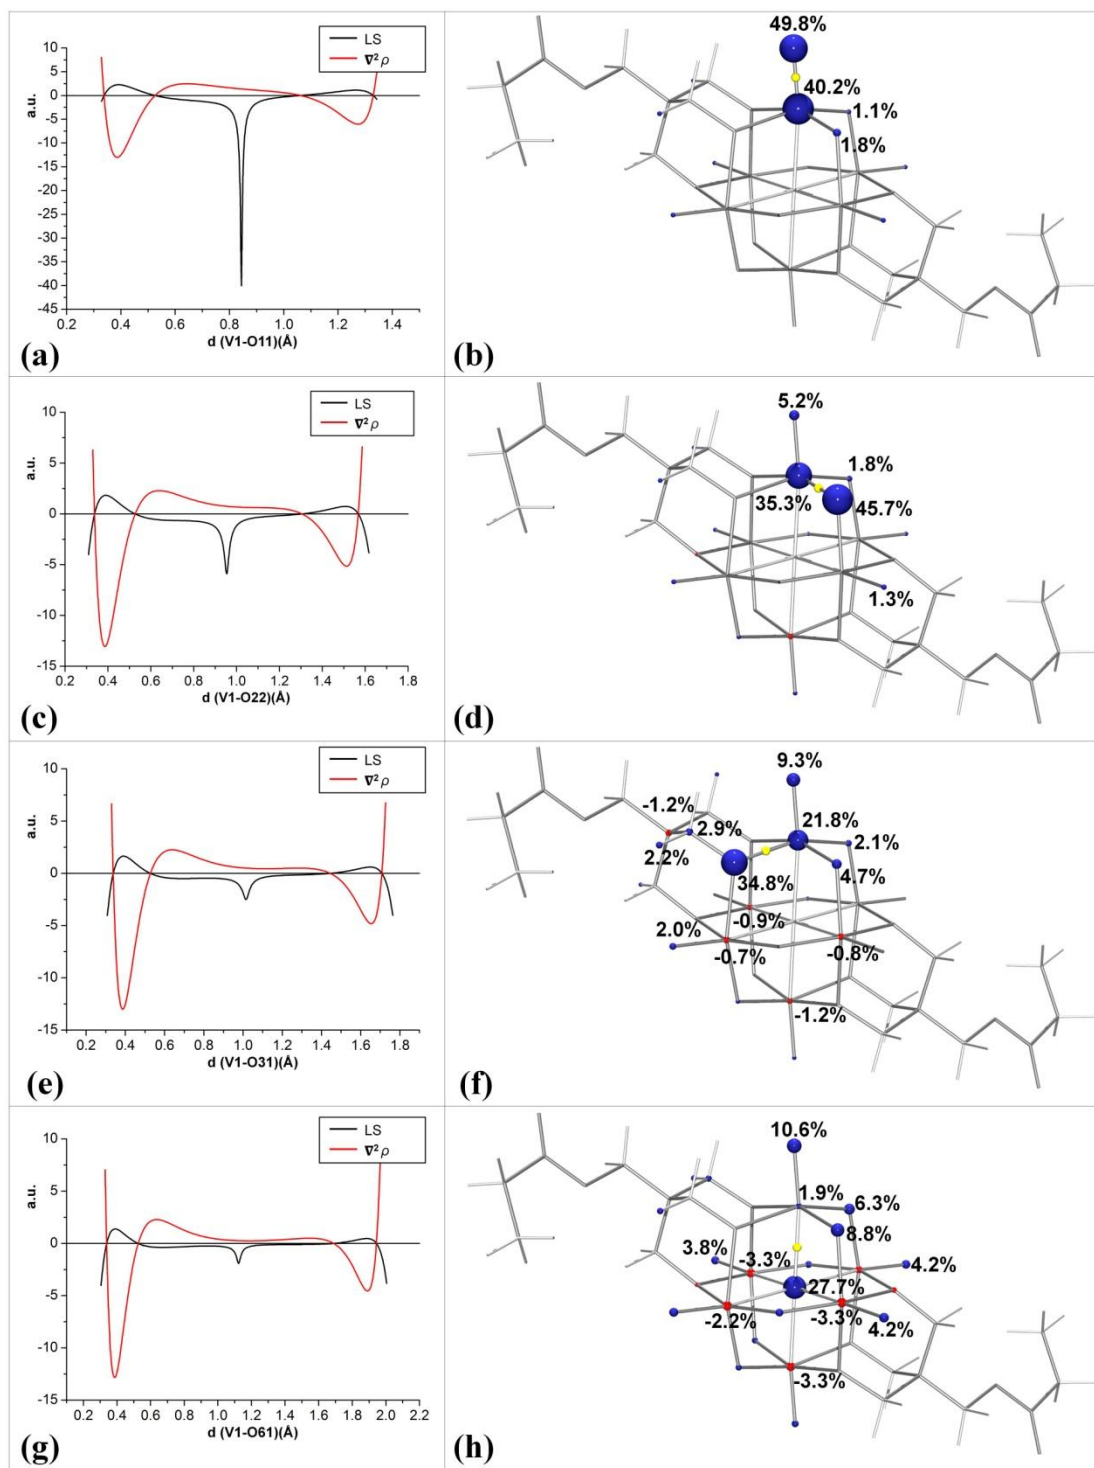 10
5
0
-5
-10
-15
-20
-25
-30
-35
-40
-45
a.u.
LS
∇²ρ
0.2 0.4 0.6 0.8 1.0 1.2 1.4
d (V1-O11)(Å)
(a)
49.8%
40.2%
1.1%
1.8%
(b)
10
5
0
-5
-10
-15
a.u.
LS
∇²ρ
0.2 0.4 0.6 0.8 1.0 1.2 1.4 1.6 1.8
d (V1-O22)(Å)
(c)
5.2%
1.8%
35.3% 45.7%
1.3%
(d)
10
5
0
-5
-10
-15
a.u.
LS
∇²ρ
0.2 0.4 0.6 0.8 1.0 1.2 1.4 1.6 1.8
d (V1-O31)(Å)
(e)
9.3%
-1.2%
2.9% 21.8%
2.1%
2.2%
34.8% 4.7%
2.0% -0.9%
-0.7% -0.8%
-1.2%
(f)
10
5
0
-5
-10
-15
a.u.
LS
∇²ρ
0.2 0.4 0.6 0.8 1.0 1.2 1.4 1.6 1.8 2.0 2.2
d (V1-O61)(Å)
(g)
10.6%
1.9% 6.3%
8.8%
3.8% -3.3% 4.2%
27.7%
-2.2% -3.3%
4.2%
-3.3%
(h)